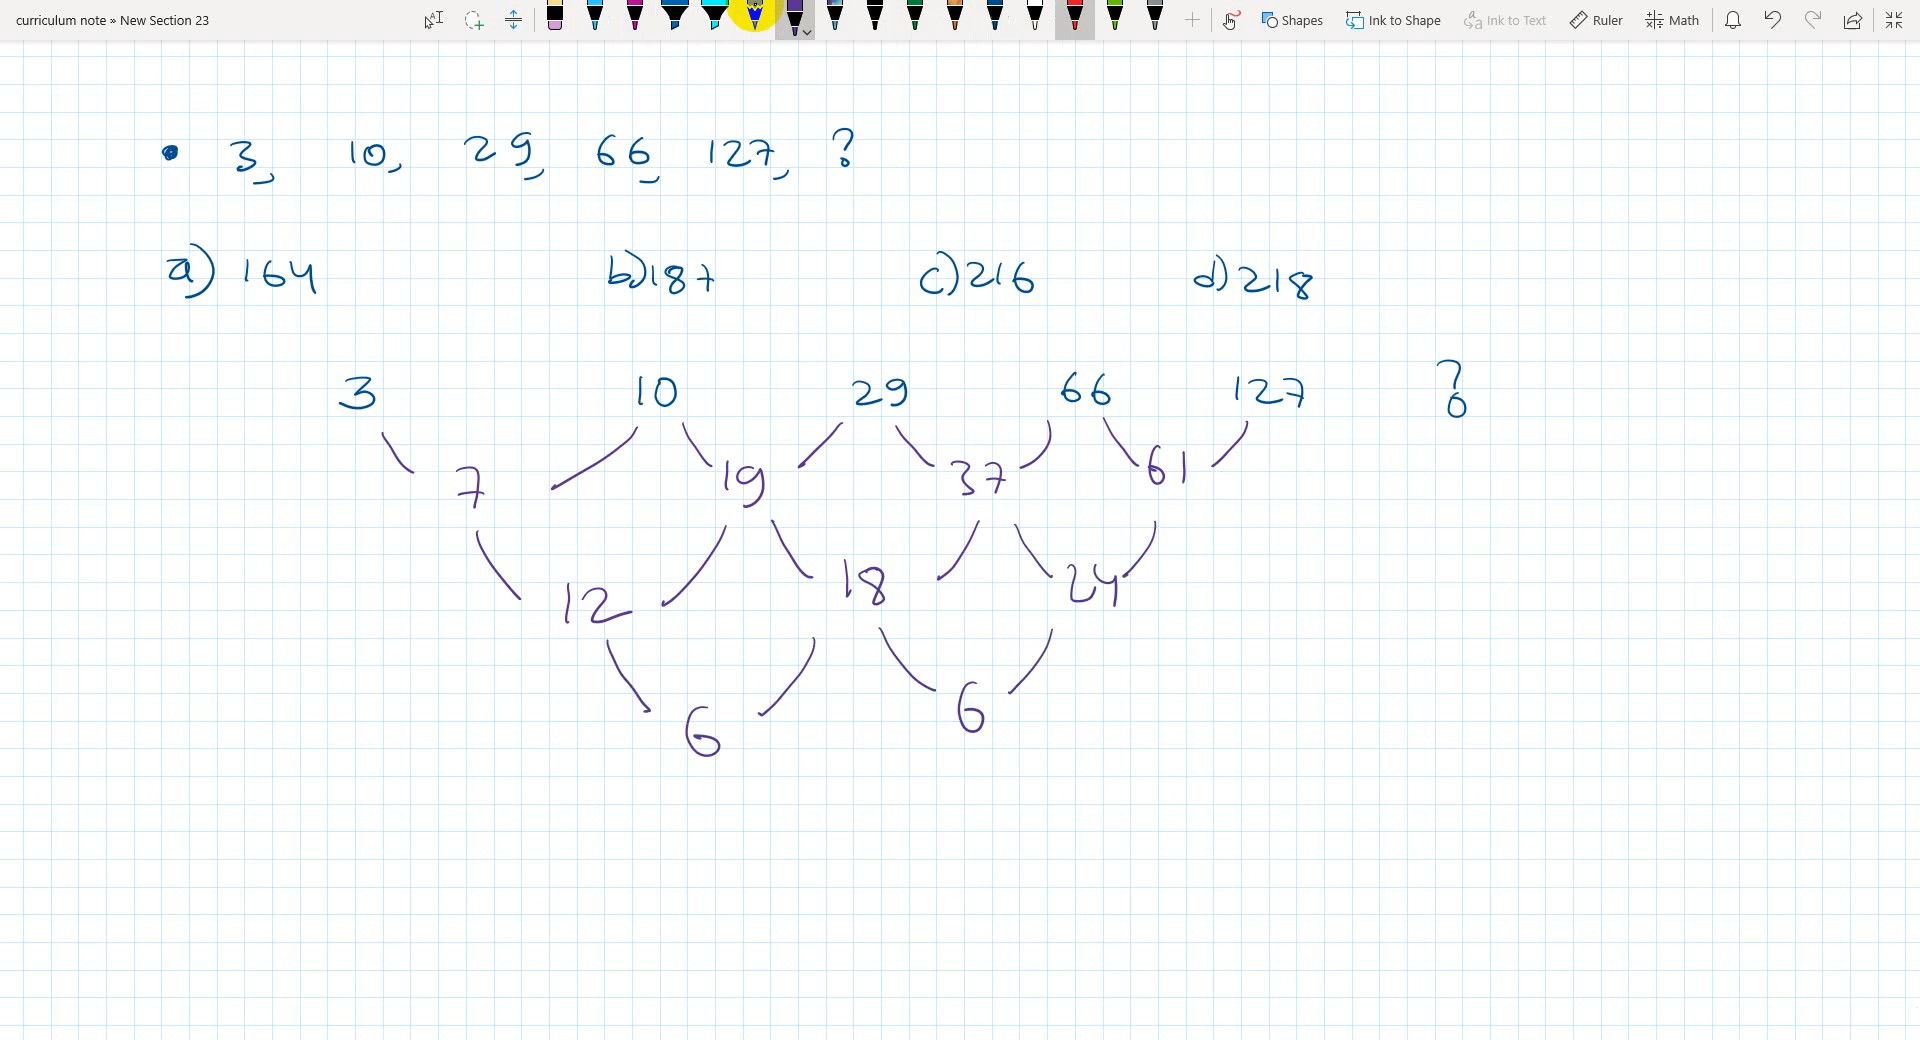 curriculum note » New Section 23
Shapes Ink to Shape Ink to Text Ruler Math
• 3, 10, 29, 66, 127, ?
a) 164 b) 187 c) 216 d) 218
3 10 29 66 127 ?
7 19 37 61
12 18 24
6 6